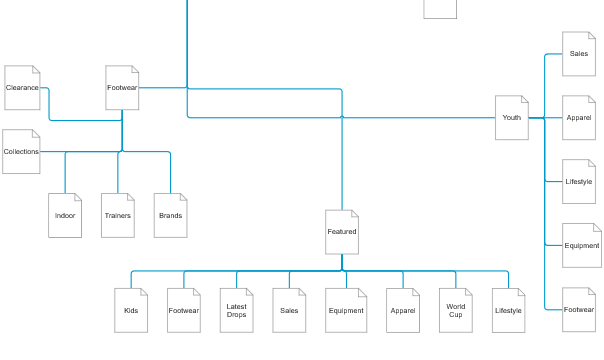 Sales
Clearance
Footwear
Youth
Apparel
Collections
Lifestyle
Indoor
Trainers
Brands
Featured
Equipment
Kids
Footwear
Latest
Drops
Sales
Equipment
Apparel
World
Cup
Lifestyle
Footwear